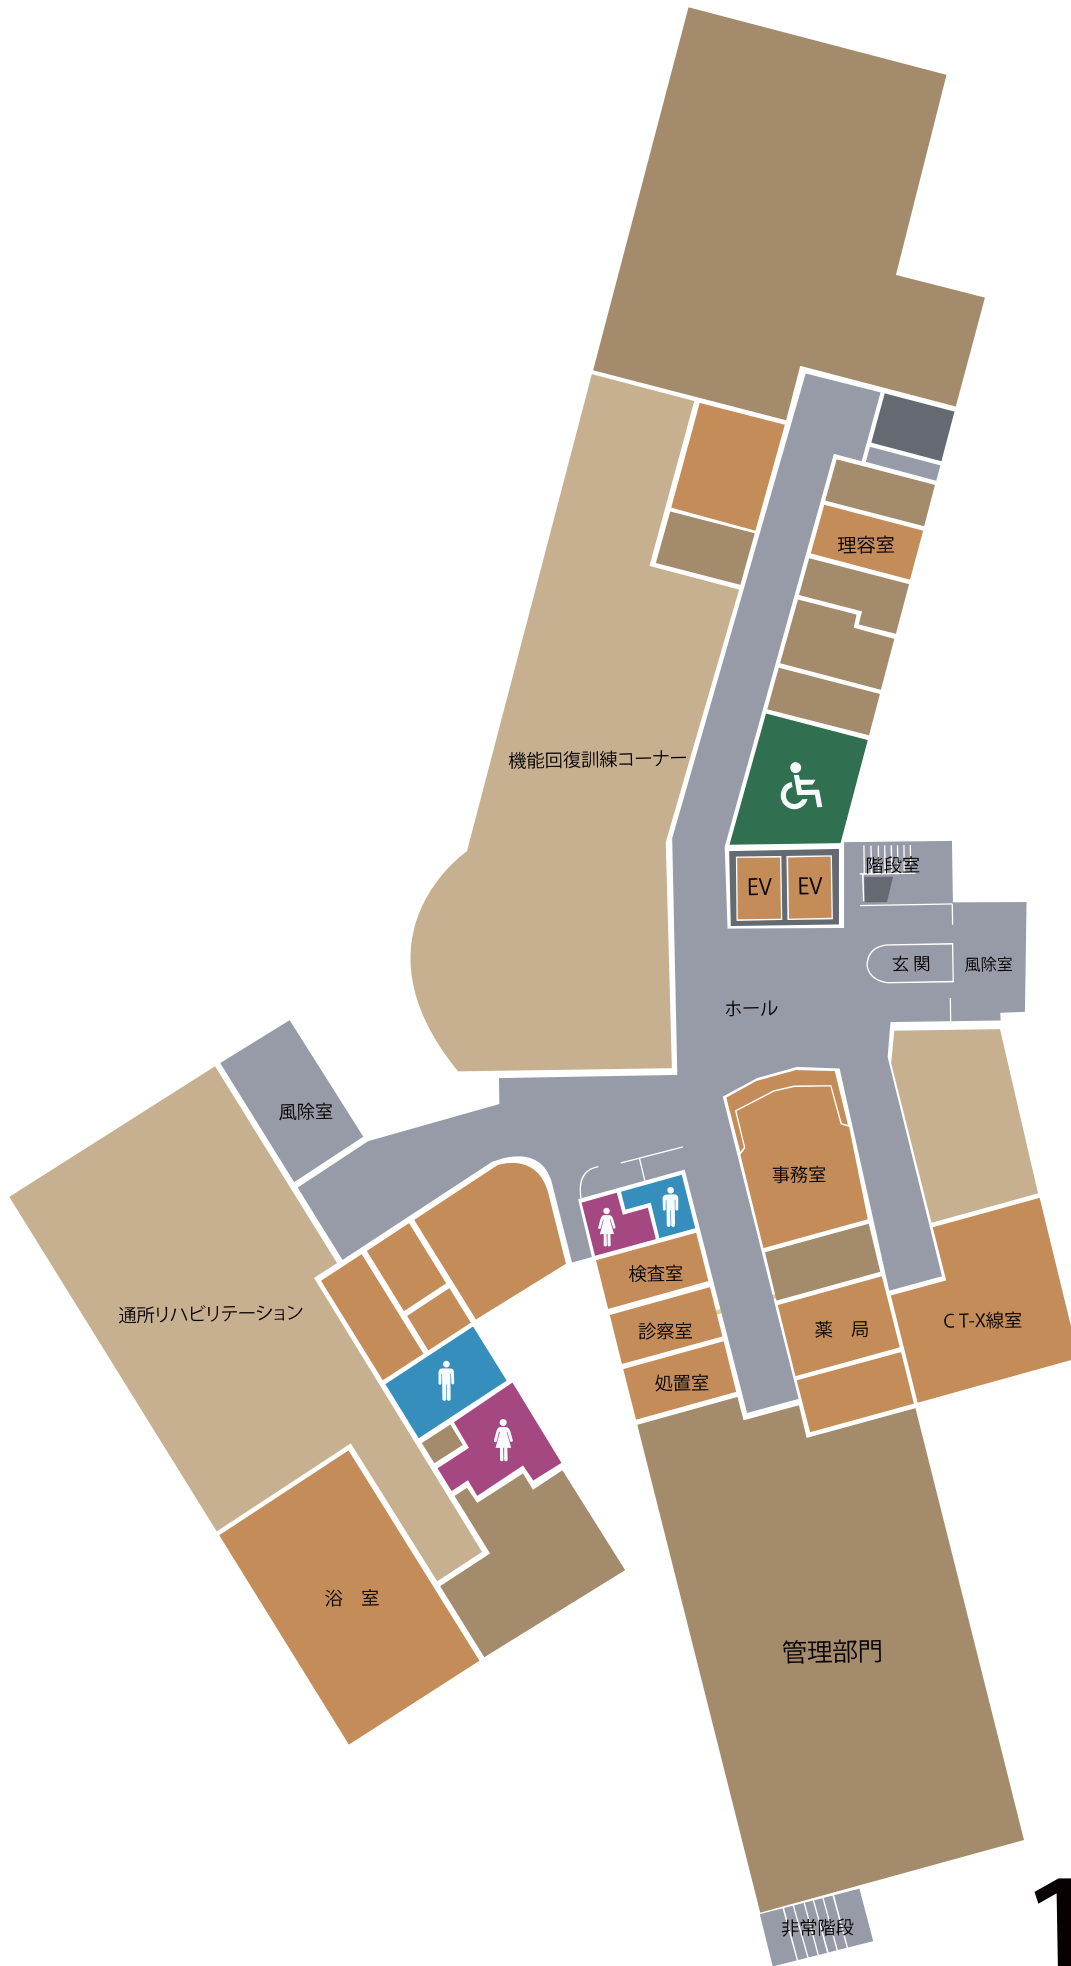 理容室
機能回復訓練コーナー
階段室
EV
EV
玄関
風除室
ホール
風除室
事務室
検査室
通所リハビリテーション
診察室
薬　局
CT-X線室
処置室
浴　室
管理部門
非常階段
1